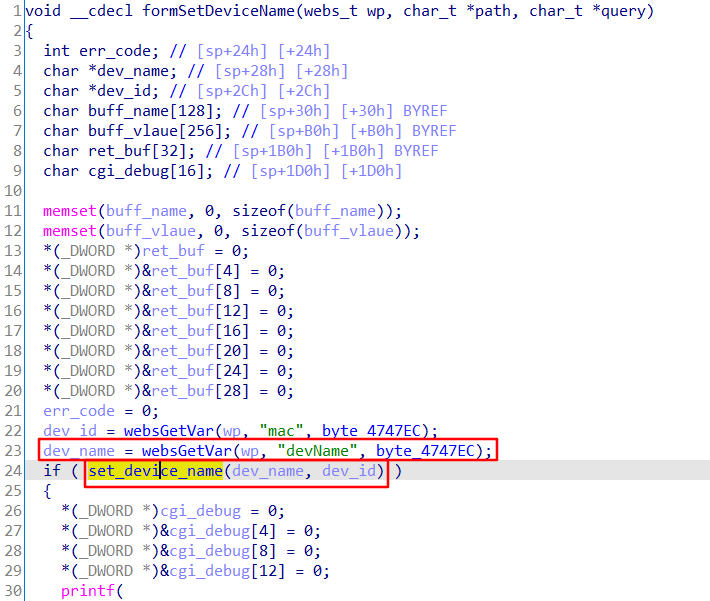 1 void __cdecl formSetDeviceName(webs_t wp, char_t *path, char_t *query)
2 {
3 int err_code; // [sp+24h] [+24h]
4 char *dev_name; // [sp+28h] [+28h]
5 char *dev_id; // [sp+2Ch] [+2Ch]
6 char buff_name[128]; // [sp+30h] [+30h] BYREF
7 char buff_vlaue[256]; // [sp+B0h] [+B0h] BYREF
8 char ret_buf[32]; // [sp+1B0h] [+1B0h] BYREF
9 char cgi_debug[16]; // [sp+1D0h] [+1D0h]
10
11 memset(buff_name, 0, sizeof(buff_name));
12 memset(buff_vlaue, 0, sizeof(buff_vlaue));
13 *(_DWORD *)ret_buf = 0;
14 *(_DWORD *)&ret_buf[4] = 0;
15 *(_DWORD *)&ret_buf[8] = 0;
16 *(_DWORD *)&ret_buf[12] = 0;
17 *(_DWORD *)&ret_buf[16] = 0;
18 *(_DWORD *)&ret_buf[20] = 0;
19 *(_DWORD *)&ret_buf[24] = 0;
20 *(_DWORD *)&ret_buf[28] = 0;
21 err_code = 0;
22 dev_id = websGetVar(wp, "mac", byte_4747EC);
23 dev_name = websGetVar(wp, "devName", byte_4747EC);
24 if ( set_device_name(dev_name, dev_id) )
25 {
26 *(_DWORD *)cgi_debug = 0;
27 *(_DWORD *)&cgi_debug[4] = 0;
28 *(_DWORD *)&cgi_debug[8] = 0;
29 *(_DWORD *)&cgi_debug[12] = 0;
30 printf(